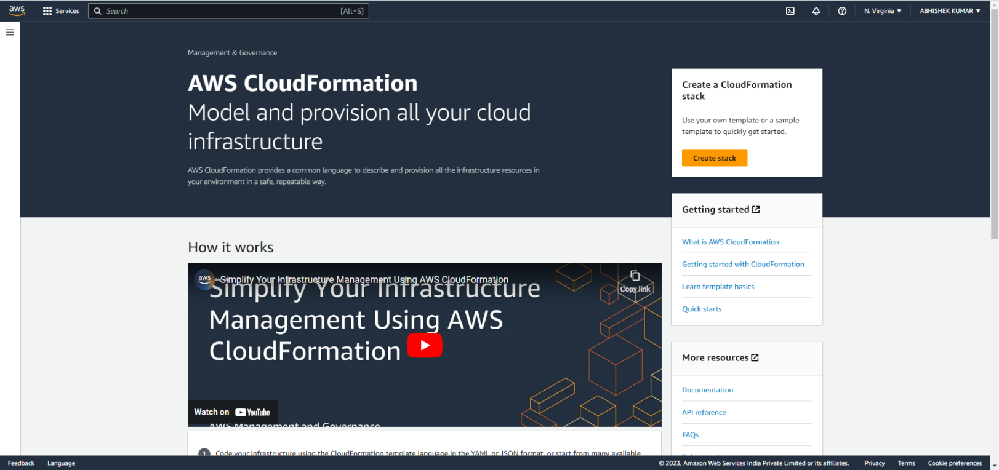 aws
Services
Search
[Alt+S]
N. Virginia
ABHISHEK KUMAR
Management & Governance
AWS CloudFormation
Model and provision all your cloud
infrastructure
AWS CloudFormation provides a common language to describe and provision all the infrastructure resources in
your environment in a safe, repeatable way.
Create a CloudFormation
stack
Use your own template or a sample
template to quickly get started.
Create stack
Getting started
What is AWS CloudFormation
Getting started with CloudFormation
Learn template basics
Quick starts
How it works
aws
Simplify Your Infrastructure Management Using AWS CloudFormation
Copy link
Simplify Your Infrastructure
Management Using AWS
CloudFormation
Watch on YouTube
AWS Management and Governance
1 Code your infrastructure using the CloudFormation template language in the YAML or JSON format, or start from many available
More resources
Documentation
API reference
FAQs
Feedback
Language
© 2023, Amazon Web Services India Private Limited or its affiliates.
Privacy
Terms
Cookie preferences